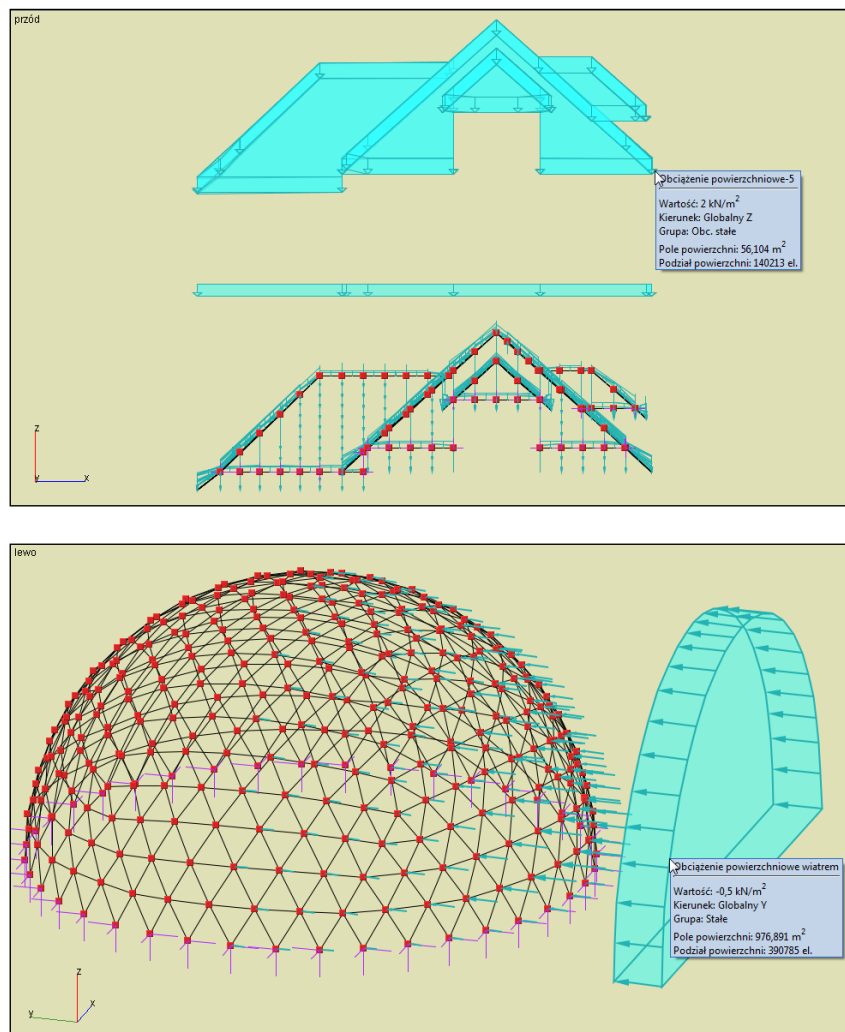 przód
Obciążenie powierzchniowe-5
Wartość: 2 kN/m²
Kierunek: Globalny Z
Grupa: Obc. stałe
Pole powierzchni: 56,104 m²
Podział powierzchni: 140213 el.
z
y
x
lewo
Obciążenie powierzchniowe wiatrem
Wartość: -0,5 kN/m²
Kierunek: Globalny Y
Grupa: Stałe
Pole powierzchni: 976,891 m²
Podział powierzchni: 390785 el.
z
x
y